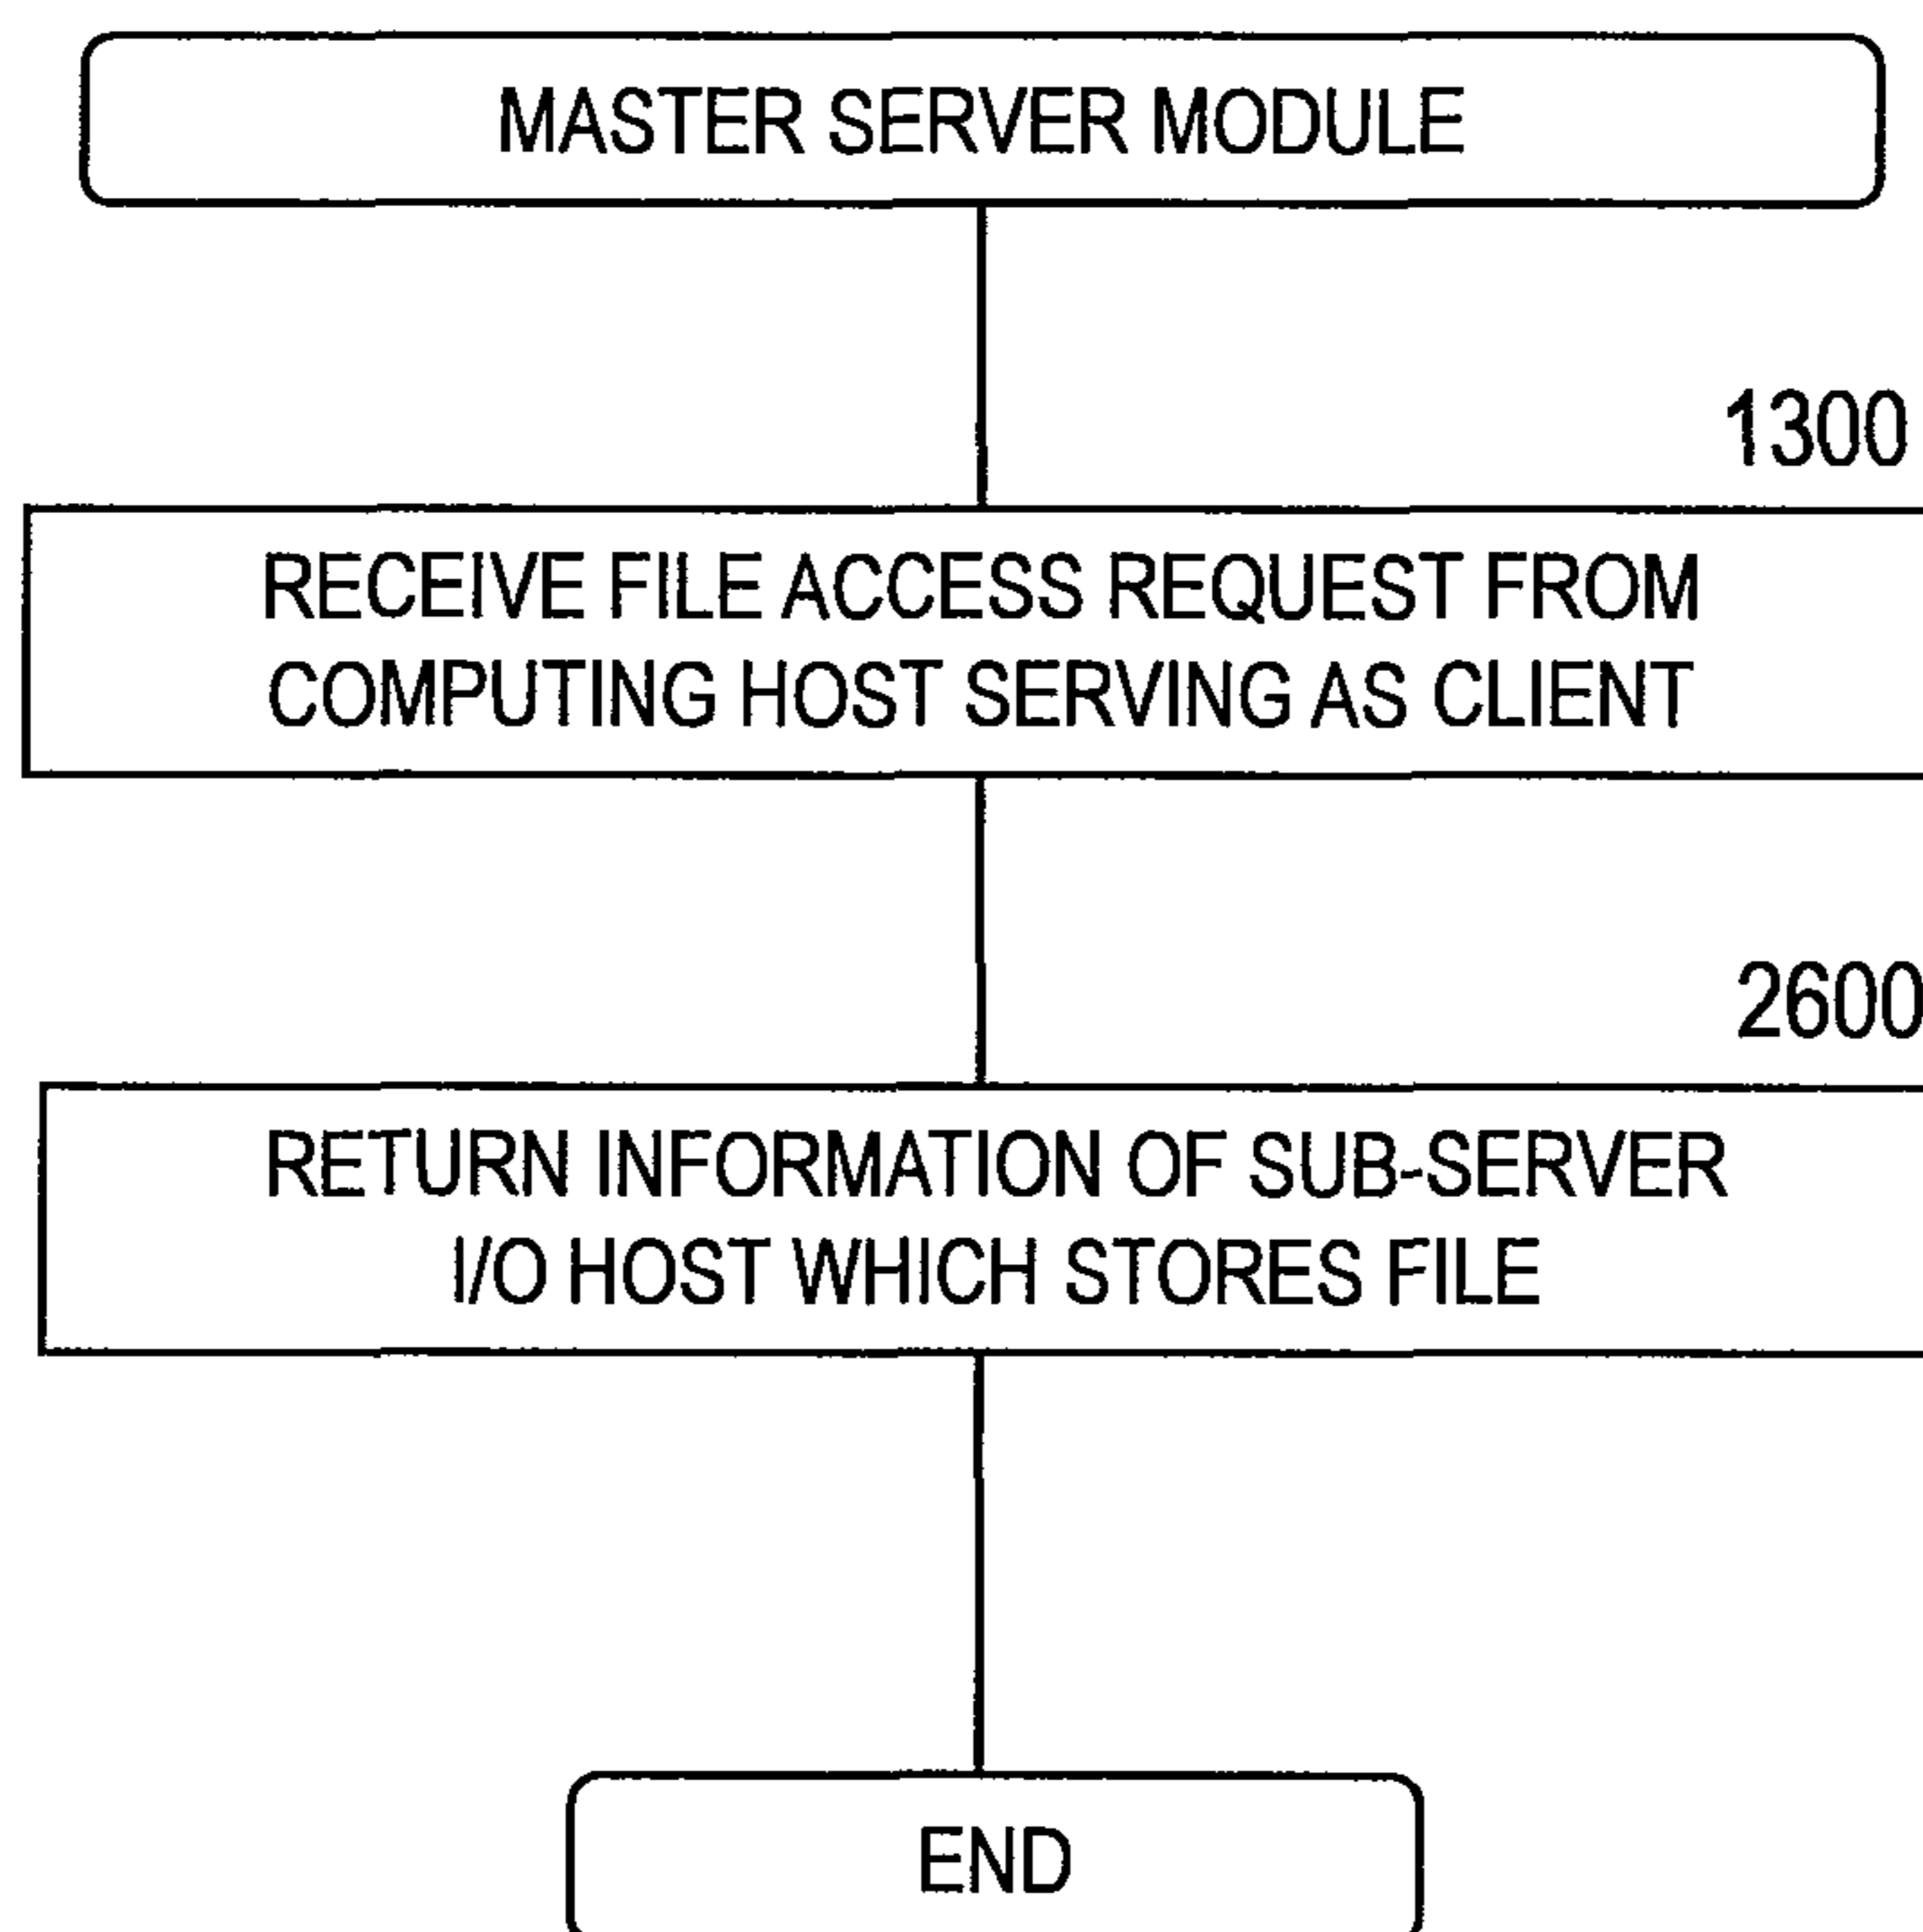 MASTER SERVER MODULE
1300
RECEIVE FILE ACCESS REQUEST FROM
COMPUTING HOST SERVING AS CLIENT
2600
RETURN INFORMATION OF SUB-SERVER
I/O HOST WHICH STORES FILE
END